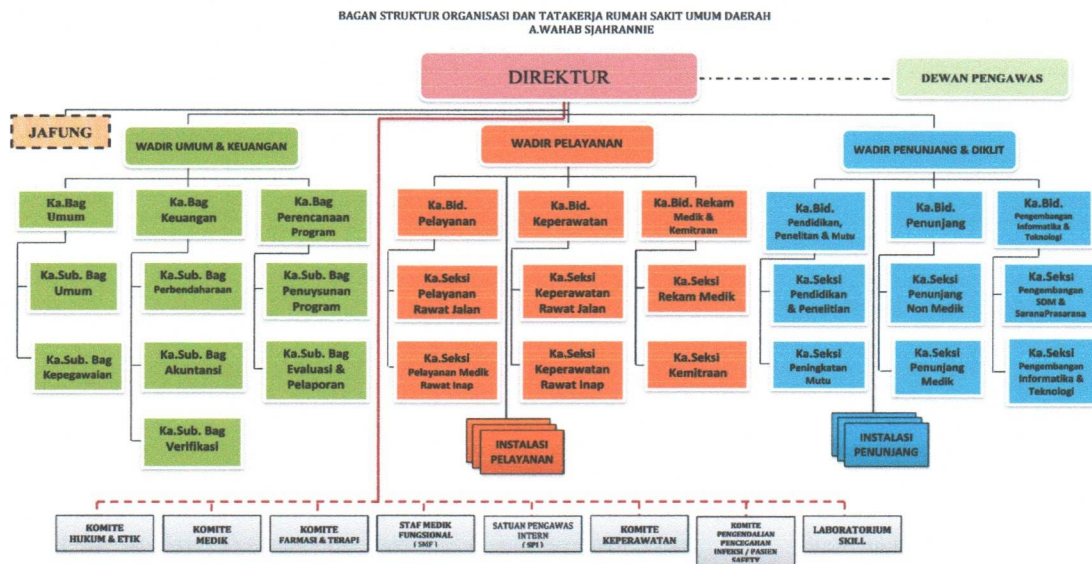 BAGAN STRUKTUR ORGANISASI DAN TATAKERJA RUMAH SAKIT UMUM DAERAH
A.WAHAB SJAHRANNIE
DIREKTUR
DEWAN PENGAWAS
JAFUNG
WADIR UMUM & KEUANGAN
WADIR PELAYANAN
WADIR PENUNJANG & DIKLIT
Ka.Bag
Umum
Ka.Bag
Keuangan
Ka.Bag
Perencanaan
Program
Ka.Bid.
Pelayanan
Ka.Bid.
Keperawatan
Ka.Bid. Rekam
Medik &
Kemitraan
Ka.Bid.
Pendidikan,
Penelitan & Mutu
Ka.Bid.
Penunjang
Ka.Bid.
Pengembangan
Informatika &
Teknologi
Ka.Sub. Bag
Umum
Ka.Sub. Bag
Perbendaharaan
Ka.Sub. Bag
Penuysunan
Program
Ka.Seksi
Pelayanan
Rawat Jalan
Ka.Seksi
Keperawatan
Rawat Jalan
Ka.Seksi
Rekam Medik
Ka.Seksi
Pendidikan
& Penelitian
Ka.Seksi
Penunjang
Non Medik
Ka.Seksi
Pengembangan
SDM &
SaranaPrasarana
Ka.Sub. Bag
Kepegawaian
Ka.Sub. Bag
Akuntansi
Ka.Sub. Bag
Evaluasi &
Pelaporan
Ka.Seksi
Pelayanan Medik
Rawat Inap
Ka.Seksi
Keperawatan
Rawat Inap
Ka.Seksi
Kemitraan
Ka.Seksi
Peningkatan
Mutu
Ka.Seksi
Penunjang
Medik
Ka.Seksi
Pengembangan
Informatika &
Teknologi
Ka.Sub. Bag
Verifikasi
INSTALASI
PELAYANAN
INSTALASI
PENUNJANG
KOMITE
HUKUM & ETIK
KOMITE
MEDIK
KOMITE
FARMASI & TERAPI
STAF MEDIK
FUNGSIONAL
( SMF )
SATUAN PENGAWAS
INTERN
( SPI )
KOMITE
KEPERAWATAN
KOMITE
PENGENDALIAN
PENCEGAHAN
INFEKSI / PASIEN
SAFETY
LABORATORIUM
SKILL